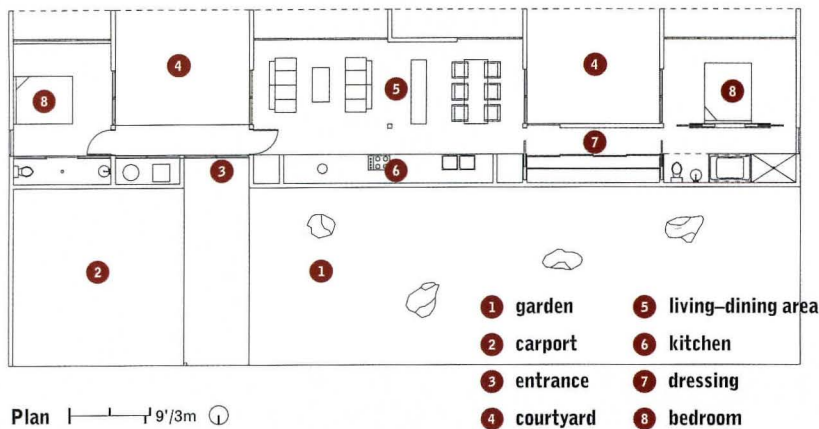 4
4
8
5
8
7
3
6
2
1
1 garden
2 carport
3 entrance
4 courtyard
5 living–dining area
6 kitchen
7 dressing
8 bedroom
Plan 9'/3m